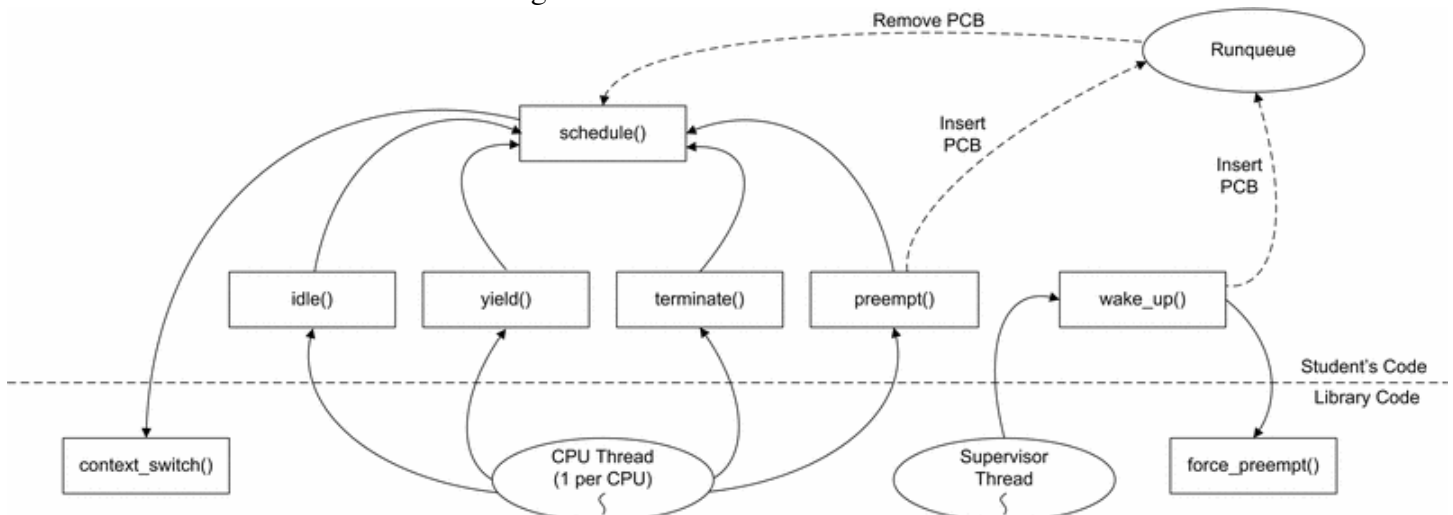 Remove PCB
Runqueue
schedule()
Insert
PCB
Insert
PCB
idle()
yield()
terminate()
preempt()
wake_up()
Student's Code
Library Code
context_switch()
CPU Thread
(1 per CPU)
Supervisor
Thread
force_preempt()